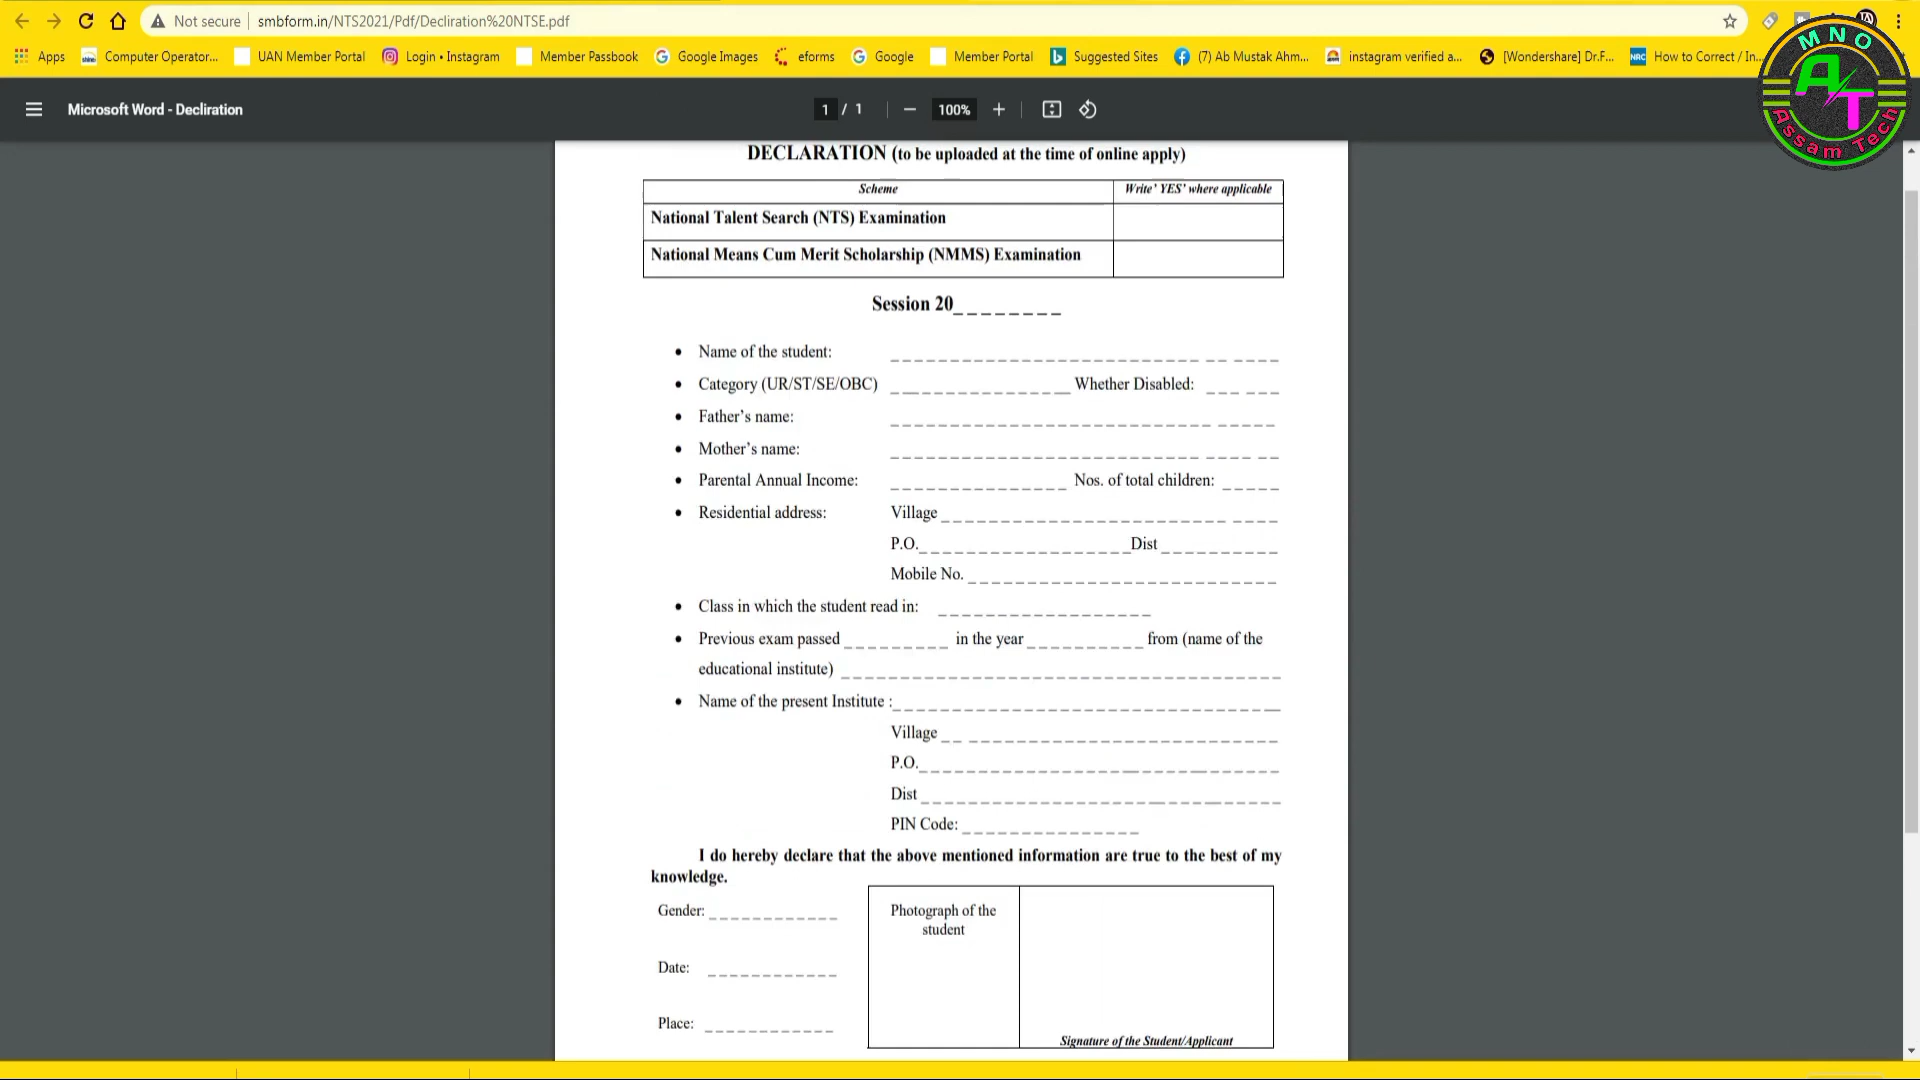 Not secure smbform.in/NTS2021/Pdf/Decliration%20NTSE.pdf
Apps Computer Operator... UAN Member Portal Login • Instagram Member Passbook Google Images eforms Google Member Portal Suggested Sites (7) Ab Mustak Ahm... instagram verified a... [Wondershare] Dr.F... NRC How to Correct / In...
MNO
AT
Assam Tech
Microsoft Word - Decliration 1 / 1 100%
DECLARATION (to be uploaded at the time of online apply)
Scheme Write' YES' where applicable
National Talent Search (NTS) Examination
National Means Cum Merit Scholarship (NMMS) Examination
Session 20_ _ _ _ _ _ _ _
• Name of the student:
• Category (UR/ST/SE/OBC) Whether Disabled:
• Father's name:
• Mother's name:
• Parental Annual Income: Nos. of total children:
• Residential address: Village
P.O. Dist
Mobile No.
• Class in which the student read in:
• Previous exam passed in the year from (name of the
educational institute)
• Name of the present Institute :
Village
P.O.
Dist
PIN Code:
I do hereby declare that the above mentioned information are true to the best of my
knowledge.
Gender:
Photograph of the
student
Date:
Place:
Signature of the Student/Applicant